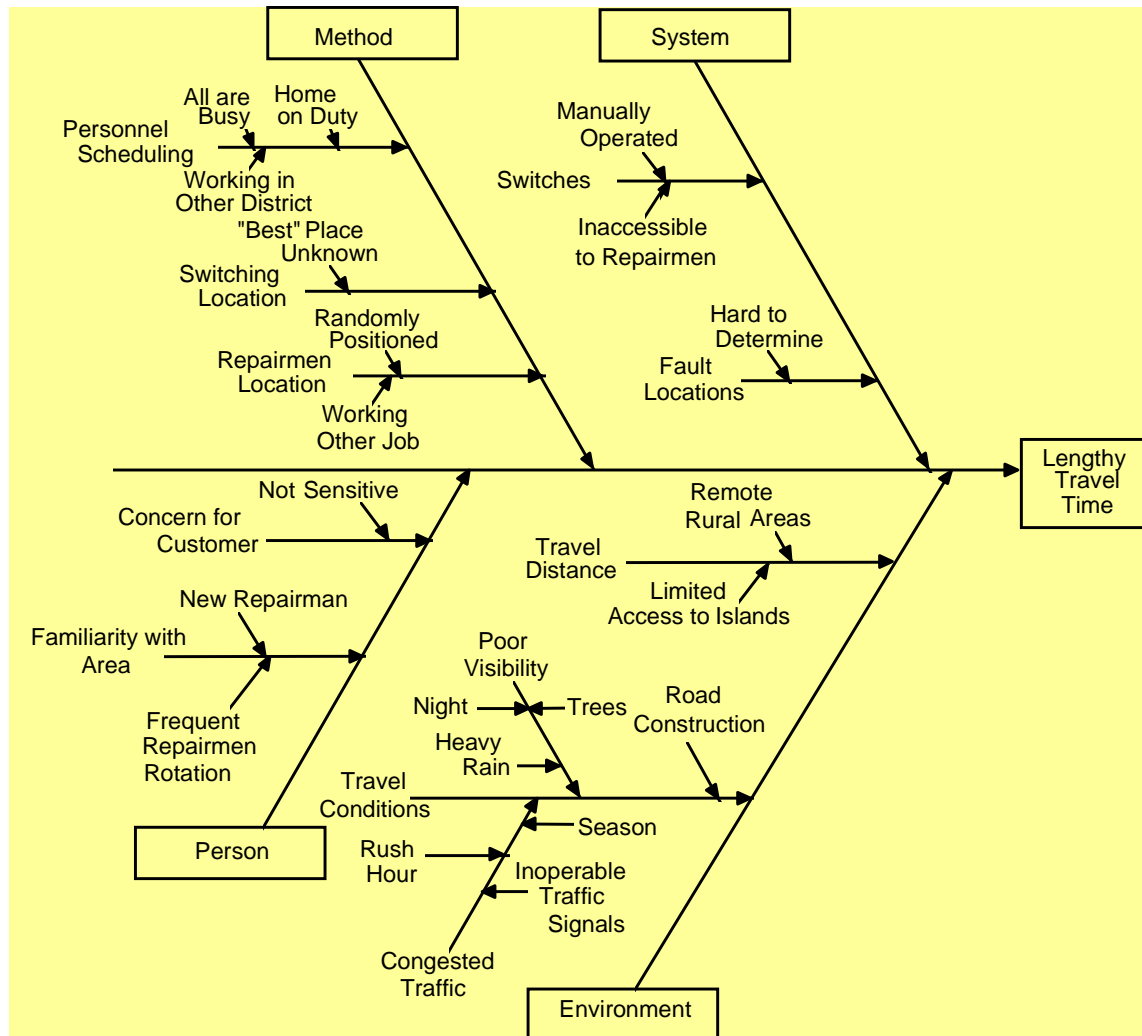 Method
System
All are
Busy
Home
on Duty
Personnel
Scheduling
Working in
Other District
"Best" Place
Unknown
Switching
Location
Randomly
Positioned
Repairmen
Location
Working
Other Job
Manually
Operated
Switches
Inaccessible
to Repairmen
Hard to
Determine
Fault
Locations
Lengthy
Travel
Time
Not Sensitive
Concern for
Customer
New Repairman
Familiarity with
Area
Frequent
Repairmen
Rotation
Person
Remote
Rural Areas
Travel
Distance
Limited
Access to Islands
Poor
Visibility
Night
Trees
Heavy
Rain
Road
Construction
Travel
Conditions
Season
Rush
Hour
Inoperable
Traffic
Signals
Congested
Traffic
Environment